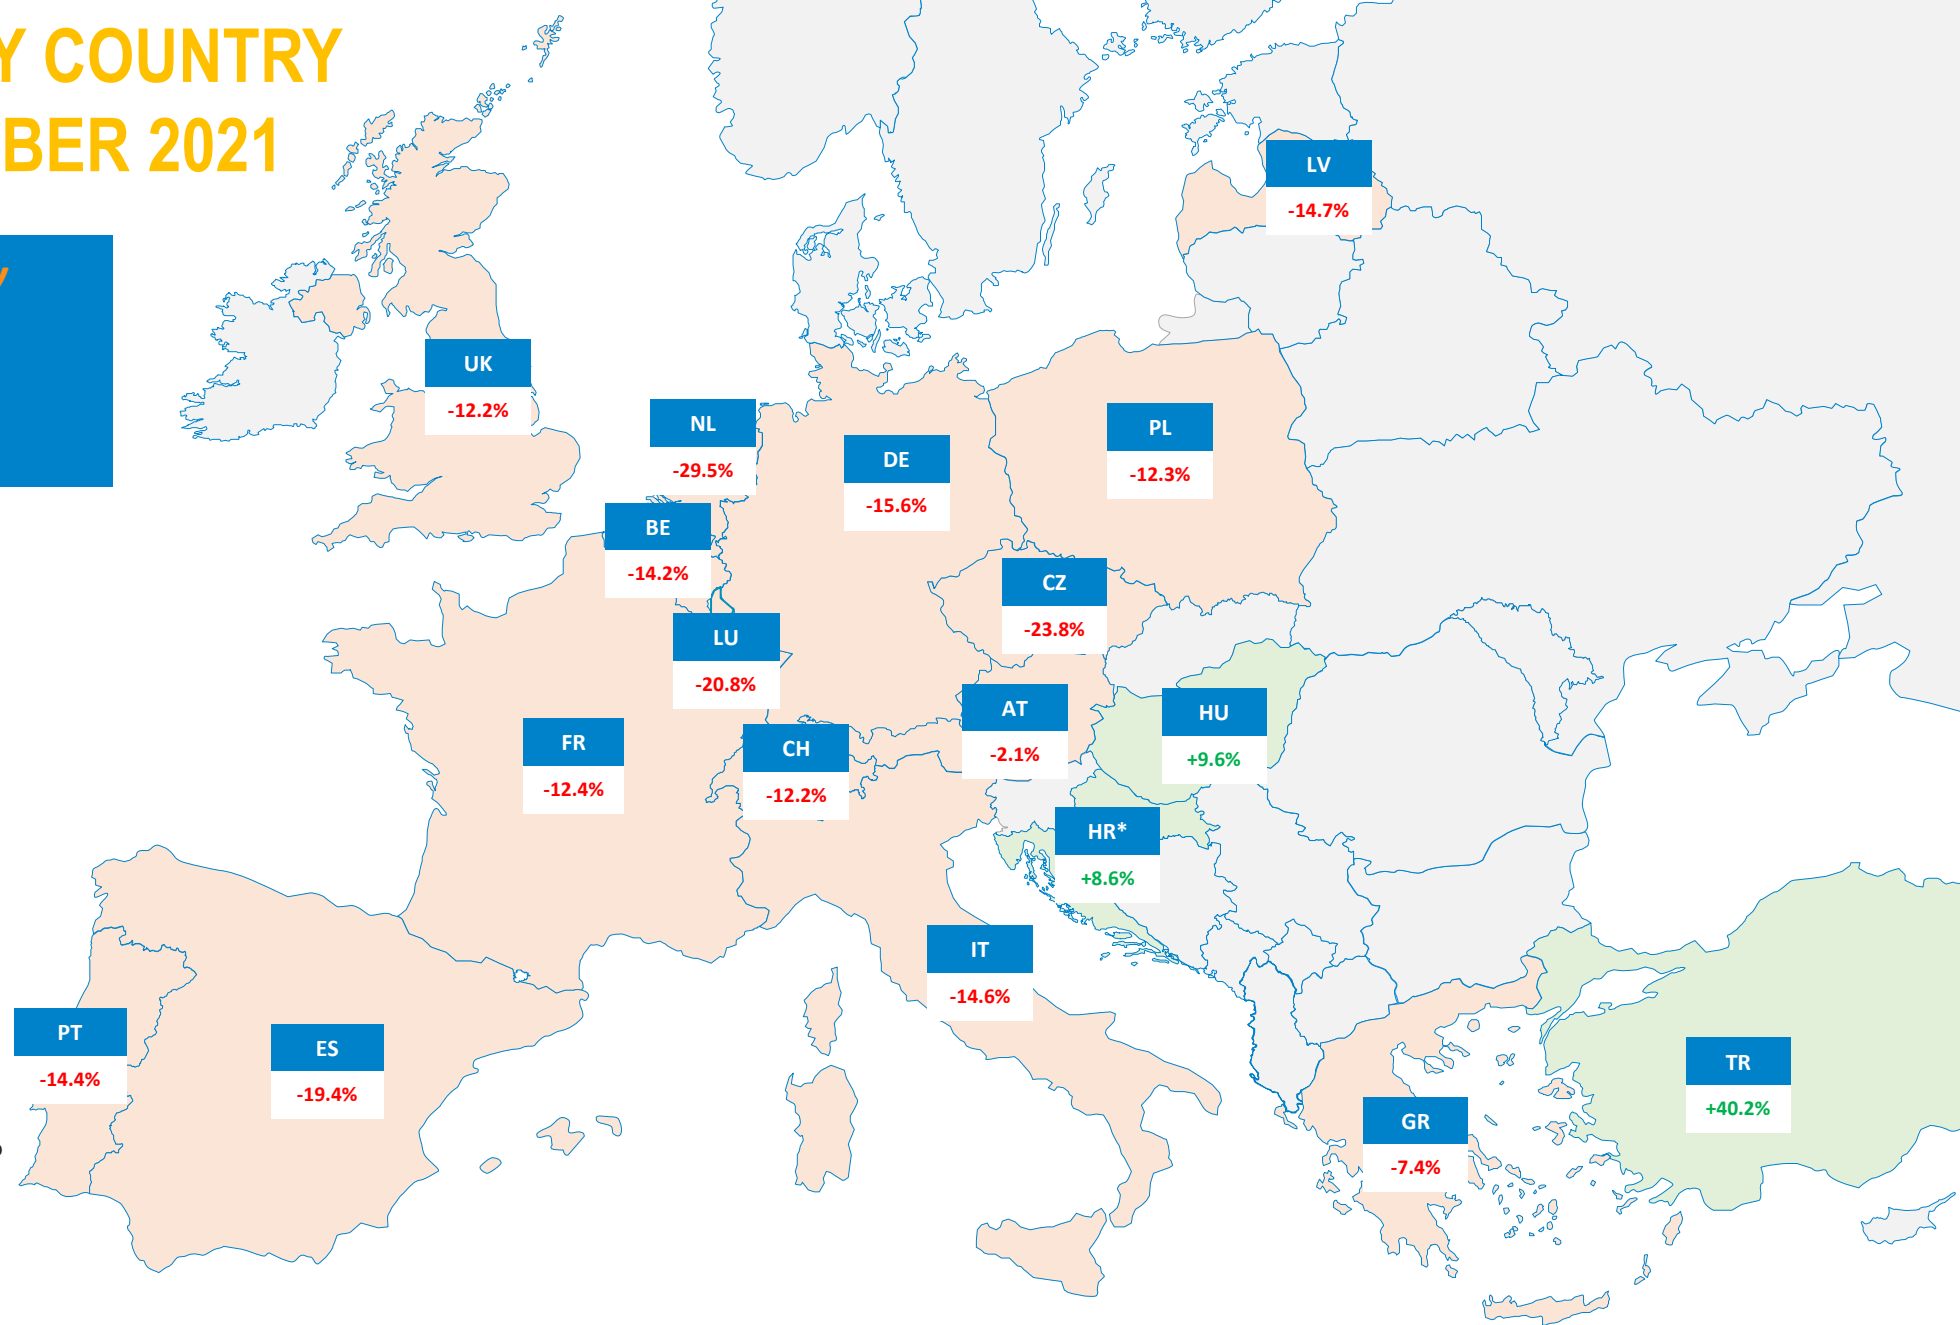 Y COUNTRY
BER 2021
LV
-14.7%
UK
-12.2%
NL
-29.5%
PL
-12.3%
DE
-15.6%
BE
-14.2%
CZ
-23.8%
LU
-20.8%
AT
-2.1%
HU
+9.6%
FR
-12.4%
CH
-12.2%
HR*
+8.6%
IT
-14.6%
PT
-14.4%
ES
-19.4%
TR
+40.2%
GR
-7.4%